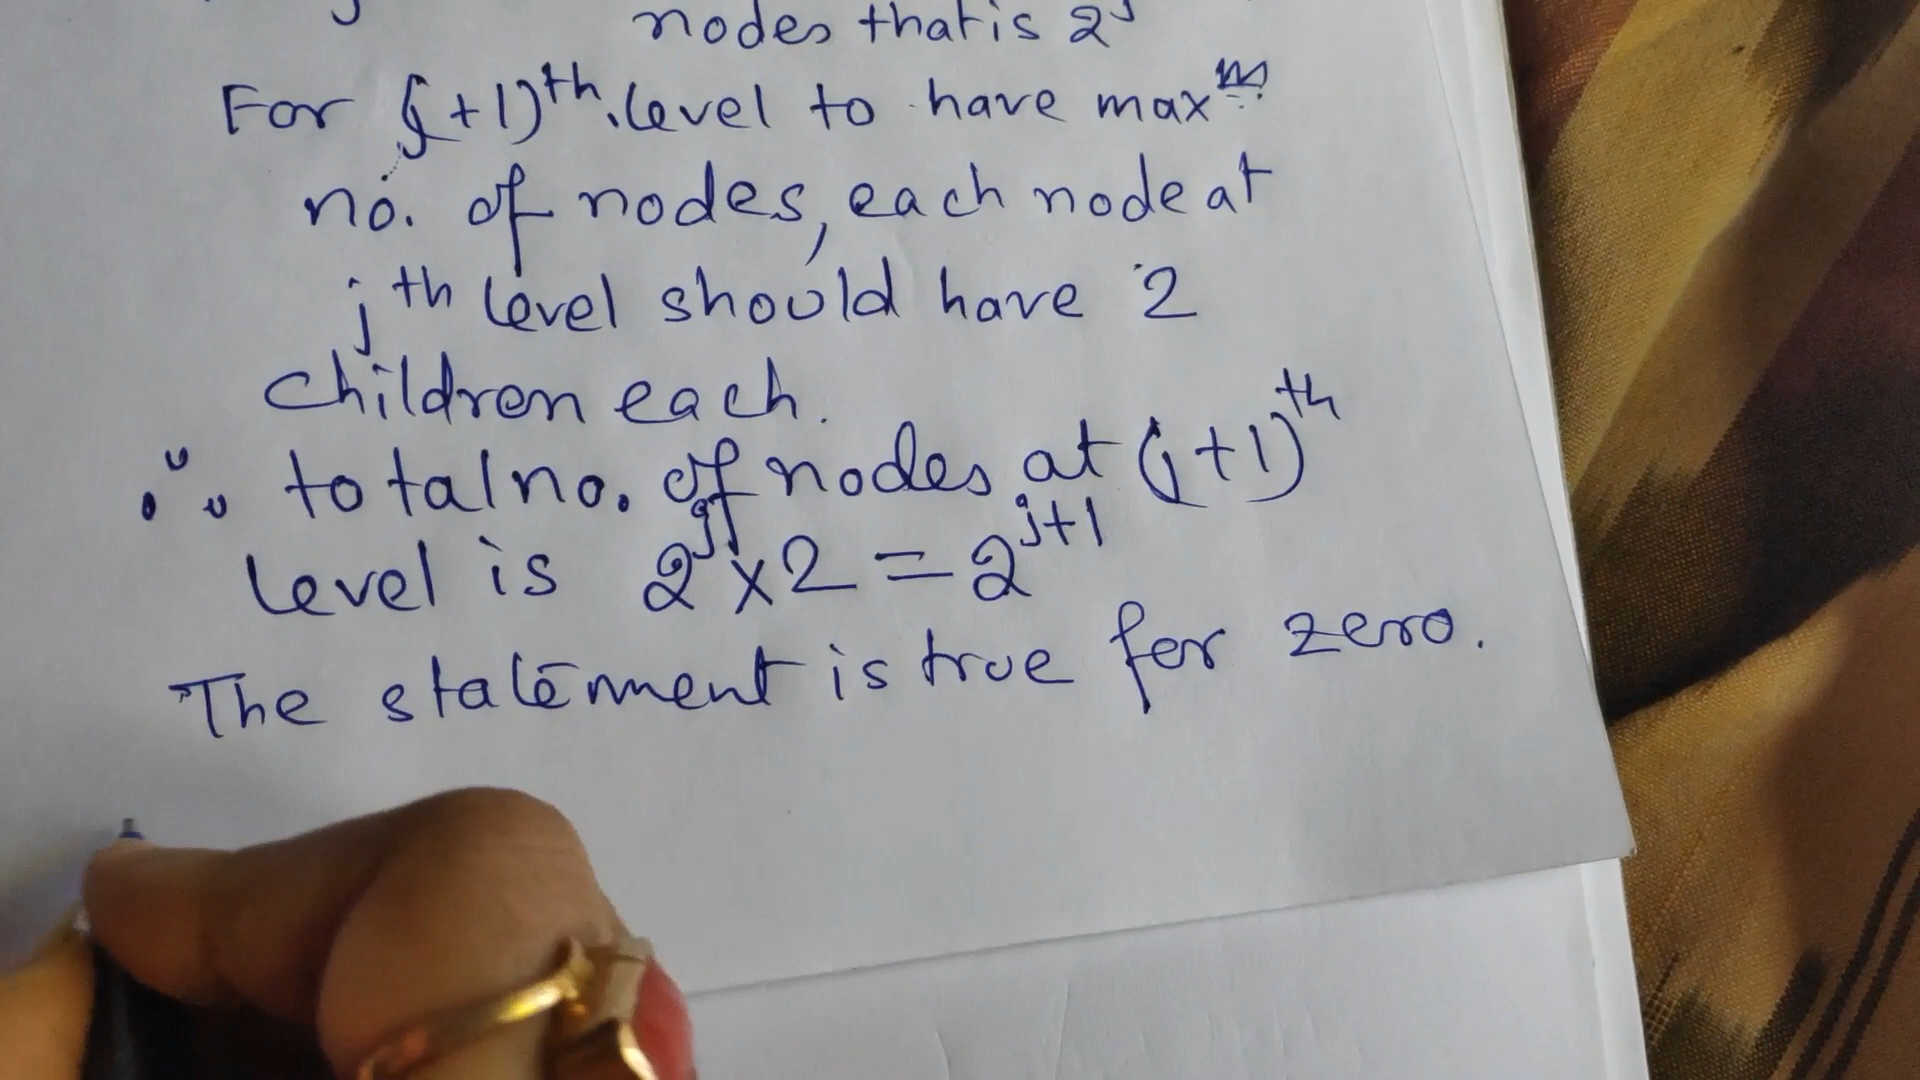 nodes that is 2^j
For (j+1)^th level to have max^m
no. of nodes, each node at
j^th level should have 2
children each.
∴ total no. of nodes at (j+1)^th
level is 2^j × 2 = 2^j+1
The statement is true for zero.